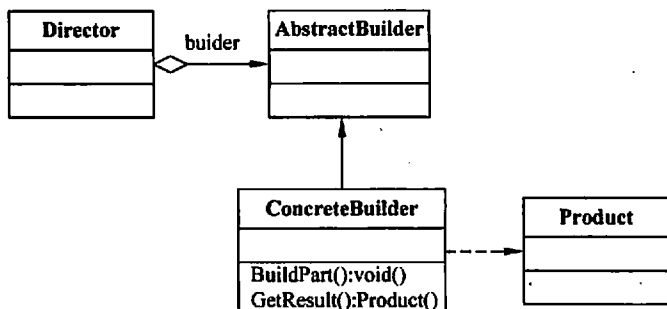 Director
buider
AbstractBuilder
ConcreteBuilder
BuildPart():void()
GetResult():Product()
Product